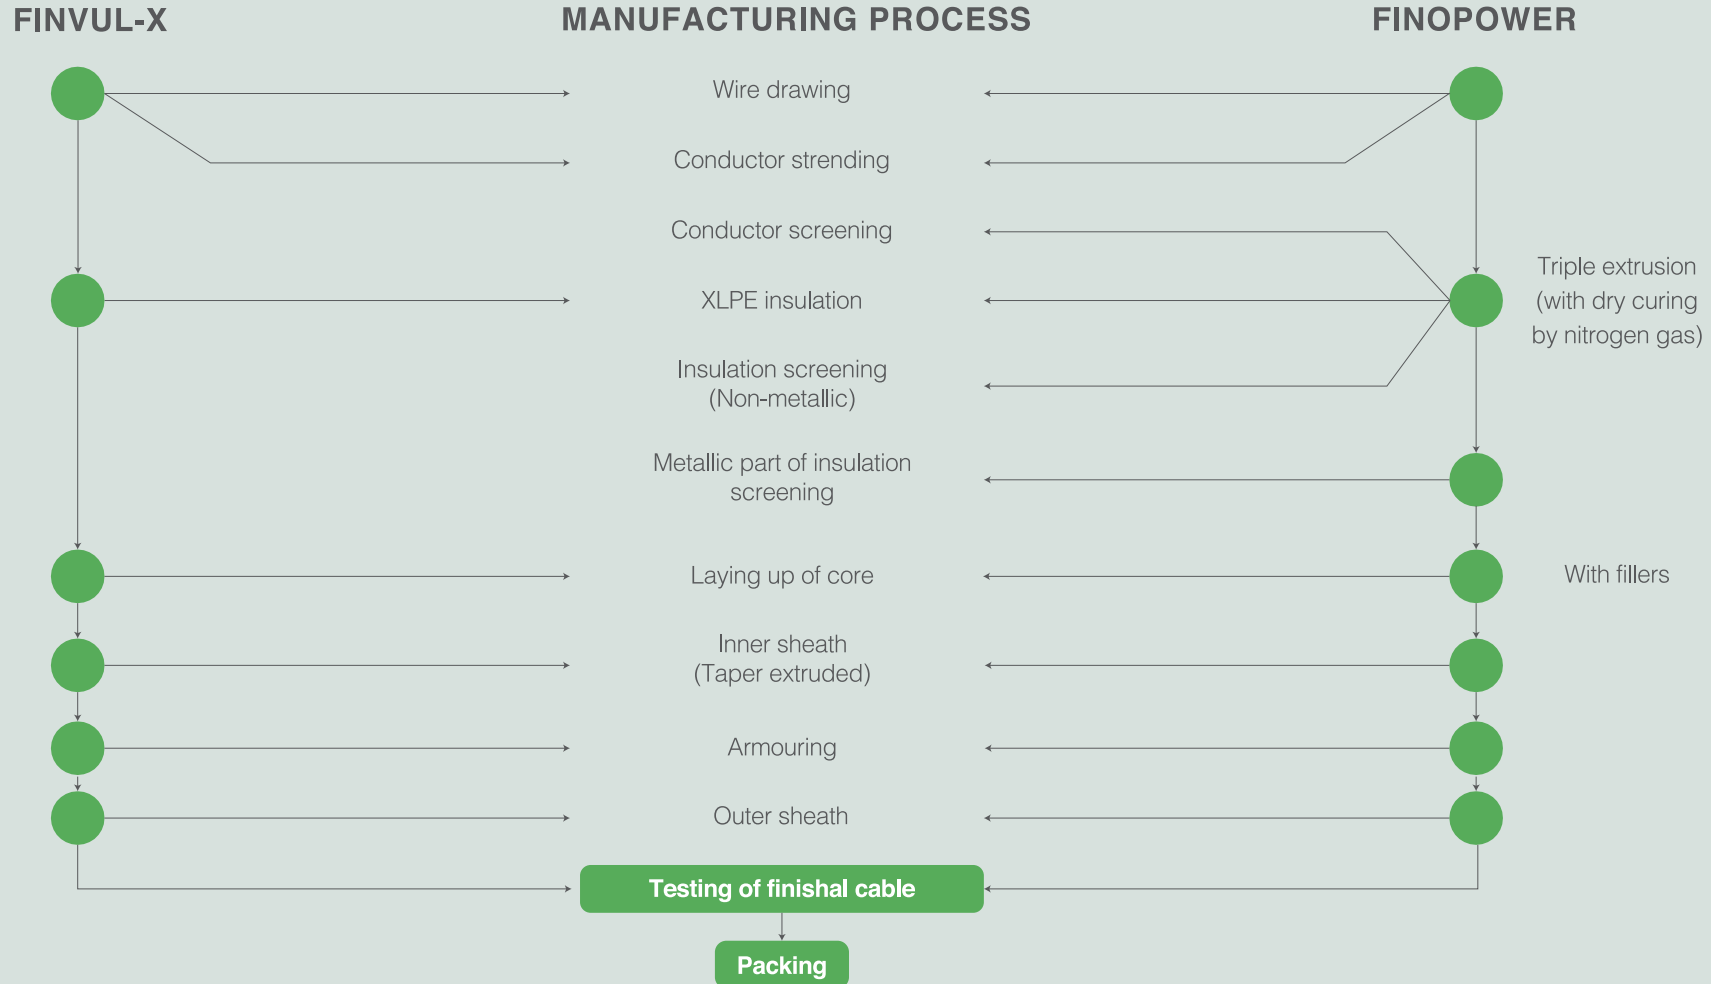 FINVUL-X
MANUFACTURING PROCESS
FINOPOWER
Wire drawing
Conductor strending
Conductor screening
XLPE insulation
Triple extrusion
(with dry curing
by nitrogen gas)
Insulation screening
(Non-metallic)
Metallic part of insulation
screening
Laying up of core
With fillers
Inner sheath
(Taper extruded)
Armouring
Outer sheath
Testing of finishal cable
Packing